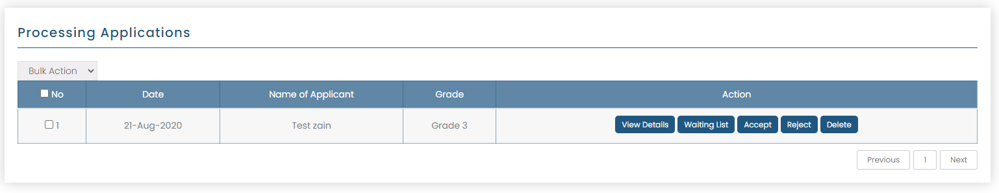 Processing Applications
Bulk Action
No Date Name of Applicant Grade Action
1 21-Aug-2020 Test zain Grade 3 View Details Waiting List Accept Reject Delete
Previous 1 Next